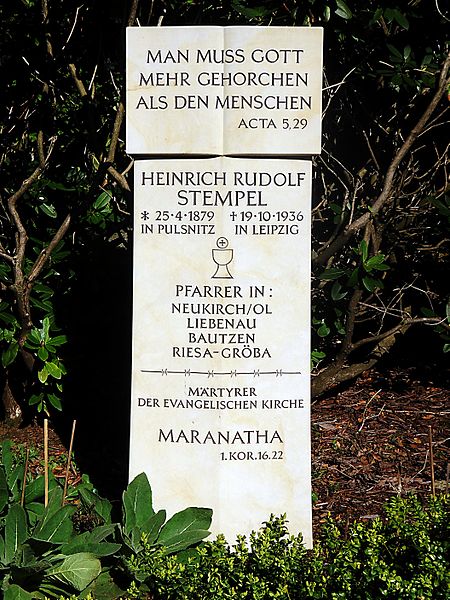 MAN MUSS GOTT
MEHR GEHORCHEN
ALS DEN MENSCHEN
ACTA 5,29
HEINRICH RUDOLF
STEMPEL
* 25·4·1879 †19·10·1936
IN PULSNITZ IN LEIPZIG
PFARRER IN:
NEUKIRCH/OL
LIEBENAU
BAUTZEN
RIESA-GRÖBA
MÄRTYRER
DER EVANGELISCHEN KIRCHE
MARANATHA
1.KOR.16.22